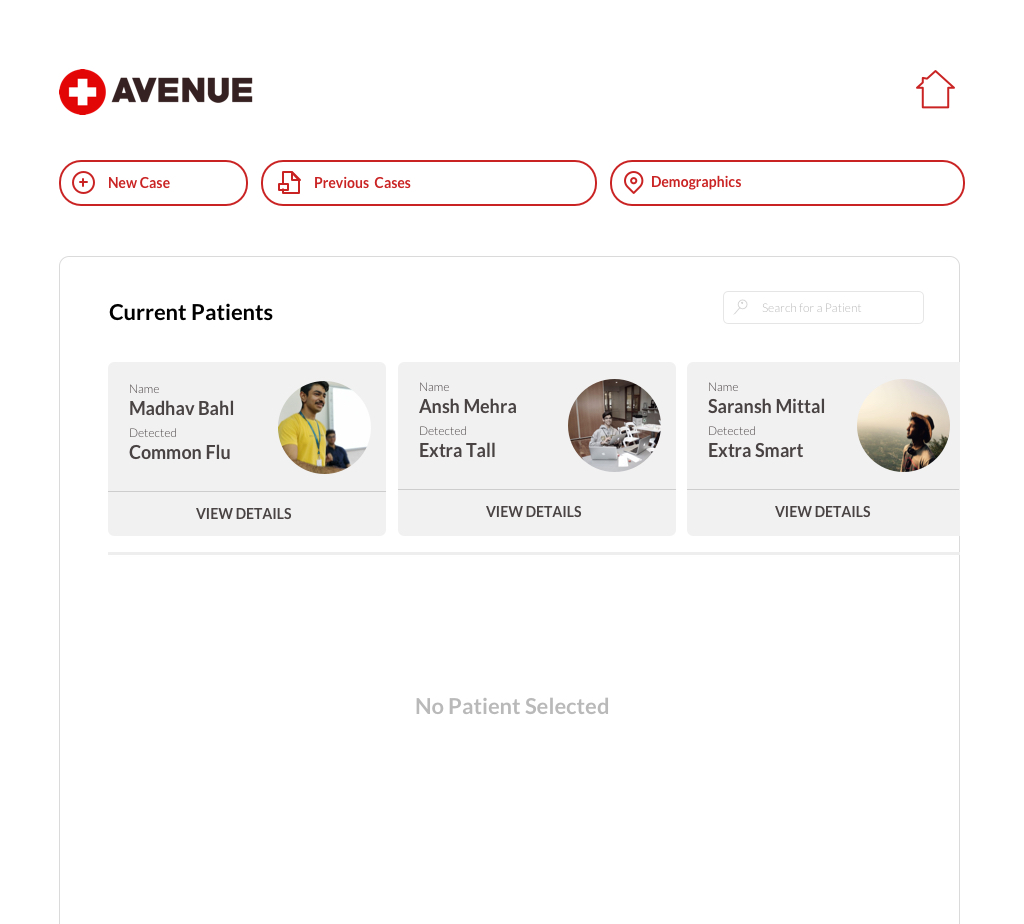 AVENUE
New Case
Previous Cases
Demographics
Current Patients
Search for a Patient
Name
Madhav Bahl
Detected
Common Flu
VIEW DETAILS
Name
Ansh Mehra
Detected
Extra Tall
VIEW DETAILS
Name
Saransh Mittal
Detected
Extra Smart
VIEW DETAILS
No Patient Selected